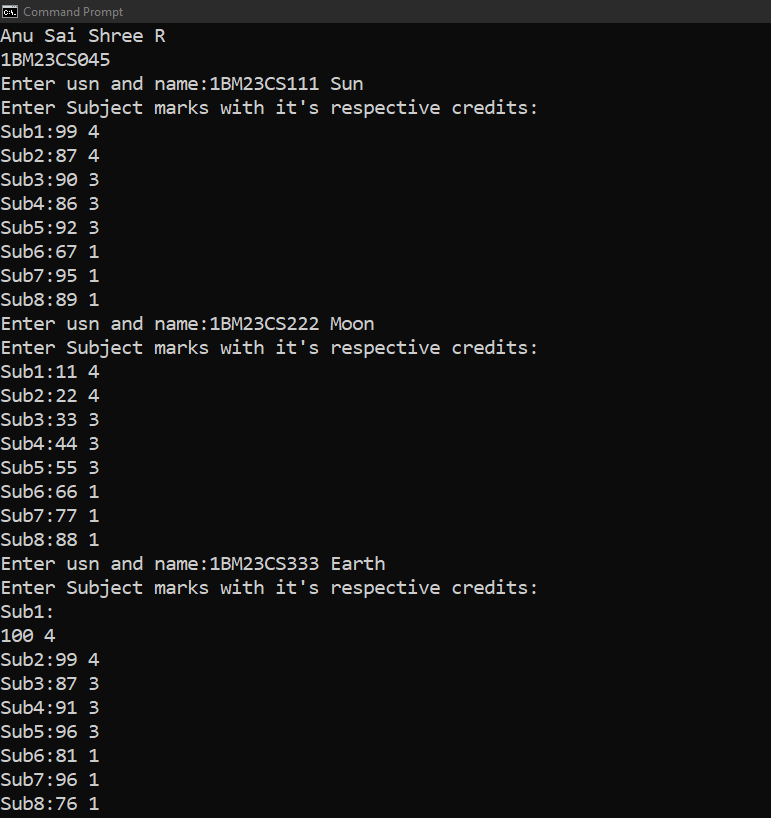 Command Prompt
Anu Sai Shree R
1BM23CS045
Enter usn and name:1BM23CS111 Sun
Enter Subject marks with it's respective credits:
Sub1:99 4
Sub2:87 4
Sub3:90 3
Sub4:86 3
Sub5:92 3
Sub6:67 1
Sub7:95 1
Sub8:89 1
Enter usn and name:1BM23CS222 Moon
Enter Subject marks with it's respective credits:
Sub1:11 4
Sub2:22 4
Sub3:33 3
Sub4:44 3
Sub5:55 3
Sub6:66 1
Sub7:77 1
Sub8:88 1
Enter usn and name:1BM23CS333 Earth
Enter Subject marks with it's respective credits:
Sub1:
100 4
Sub2:99 4
Sub3:87 3
Sub4:91 3
Sub5:96 3
Sub6:81 1
Sub7:96 1
Sub8:76 1